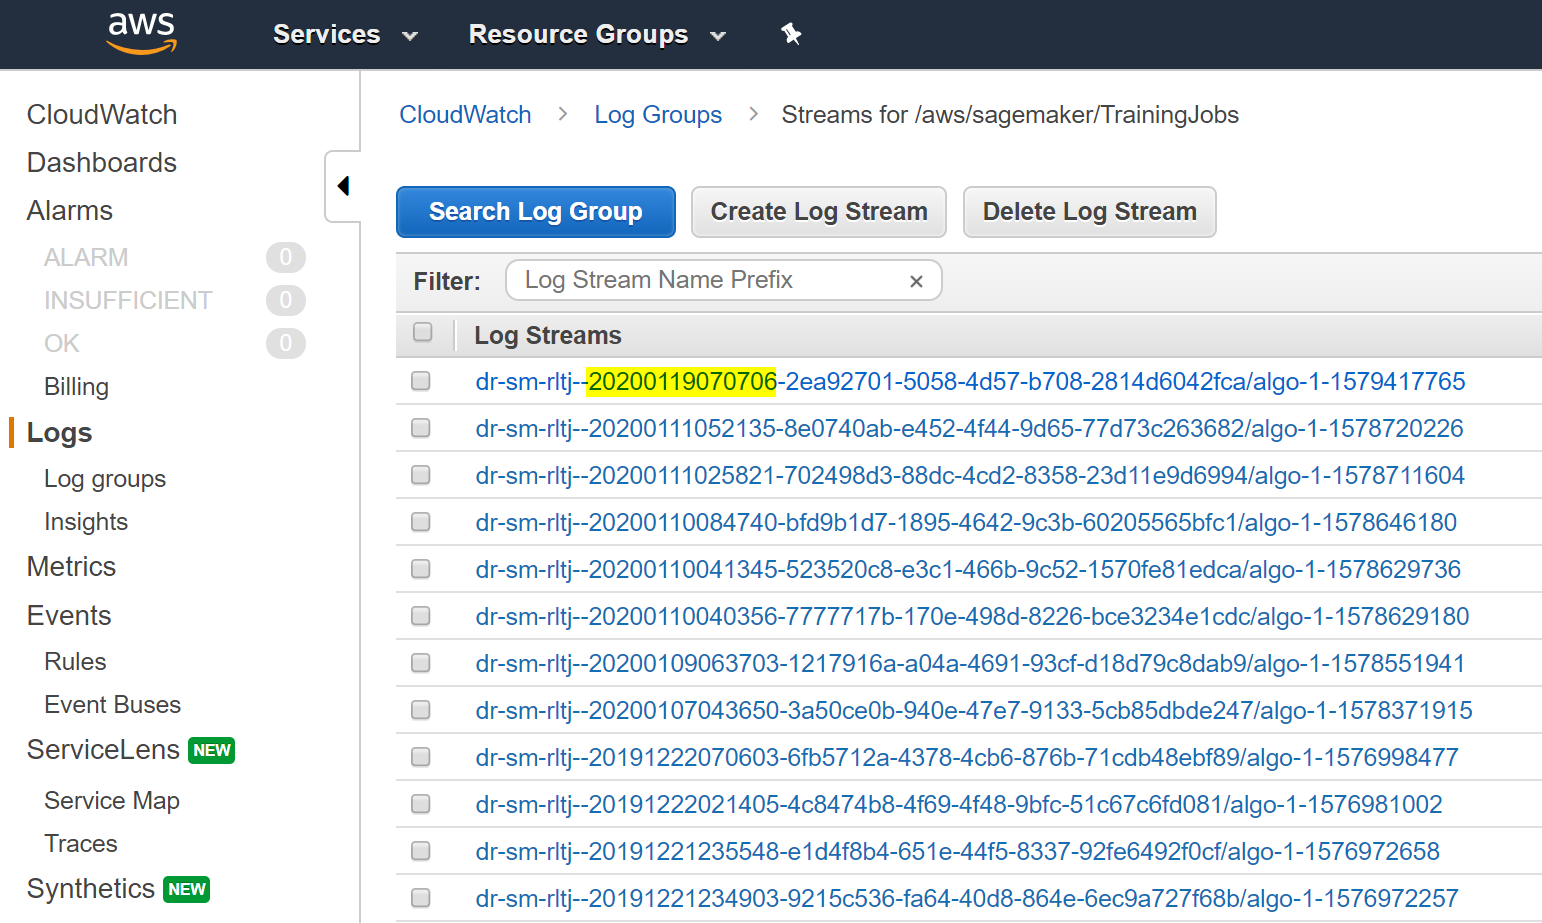 aws Services Resource Groups
CloudWatch
Dashboards
Alarms
ALARM 0
INSUFFICIENT 0
OK 0
Billing
Logs
Log groups
Insights
Metrics
Events
Rules
Event Buses
ServiceLens NEW
Service Map
Traces
Synthetics NEW
CloudWatch > Log Groups > Streams for /aws/sagemaker/TrainingJobs
Search Log Group Create Log Stream Delete Log Stream
Filter: Log Stream Name Prefix ×
Log Streams
dr-sm-rltj--20200119070706-2ea92701-5058-4d57-b708-2814d6042fca/algo-1-1579417765
dr-sm-rltj--20200111052135-8e0740ab-e452-4f44-9d65-77d73c263682/algo-1-1578720226
dr-sm-rltj--20200111025821-702498d3-88dc-4cd2-8358-23d11e9d6994/algo-1-1578711604
dr-sm-rltj--20200110084740-bfd9b1d7-1895-4642-9c3b-60205565bfc1/algo-1-1578646180
dr-sm-rltj--20200110041345-523520c8-e3c1-466b-9c52-1570fe81edca/algo-1-1578629736
dr-sm-rltj--20200110040356-7777717b-170e-498d-8226-bce3234e1cdc/algo-1-1578629180
dr-sm-rltj--20200109063703-1217916a-a04a-4691-93cf-d18d79c8dab9/algo-1-1578551941
dr-sm-rltj--20200107043650-3a50ce0b-940e-47e7-9133-5cb85dbde247/algo-1-1578371915
dr-sm-rltj--20191222070603-6fb5712a-4378-4cb6-876b-71cdb48ebf89/algo-1-1576998477
dr-sm-rltj--20191222021405-4c8474b8-4f69-4f48-9bfc-51c67c6fd081/algo-1-1576981002
dr-sm-rltj--20191221235548-e1d4f8b4-651e-44f5-8337-92fe6492f0cf/algo-1-1576972658
dr-sm-rltj--20191221234903-9215c536-fa64-40d8-864e-6ec9a727f68b/algo-1-1576972257